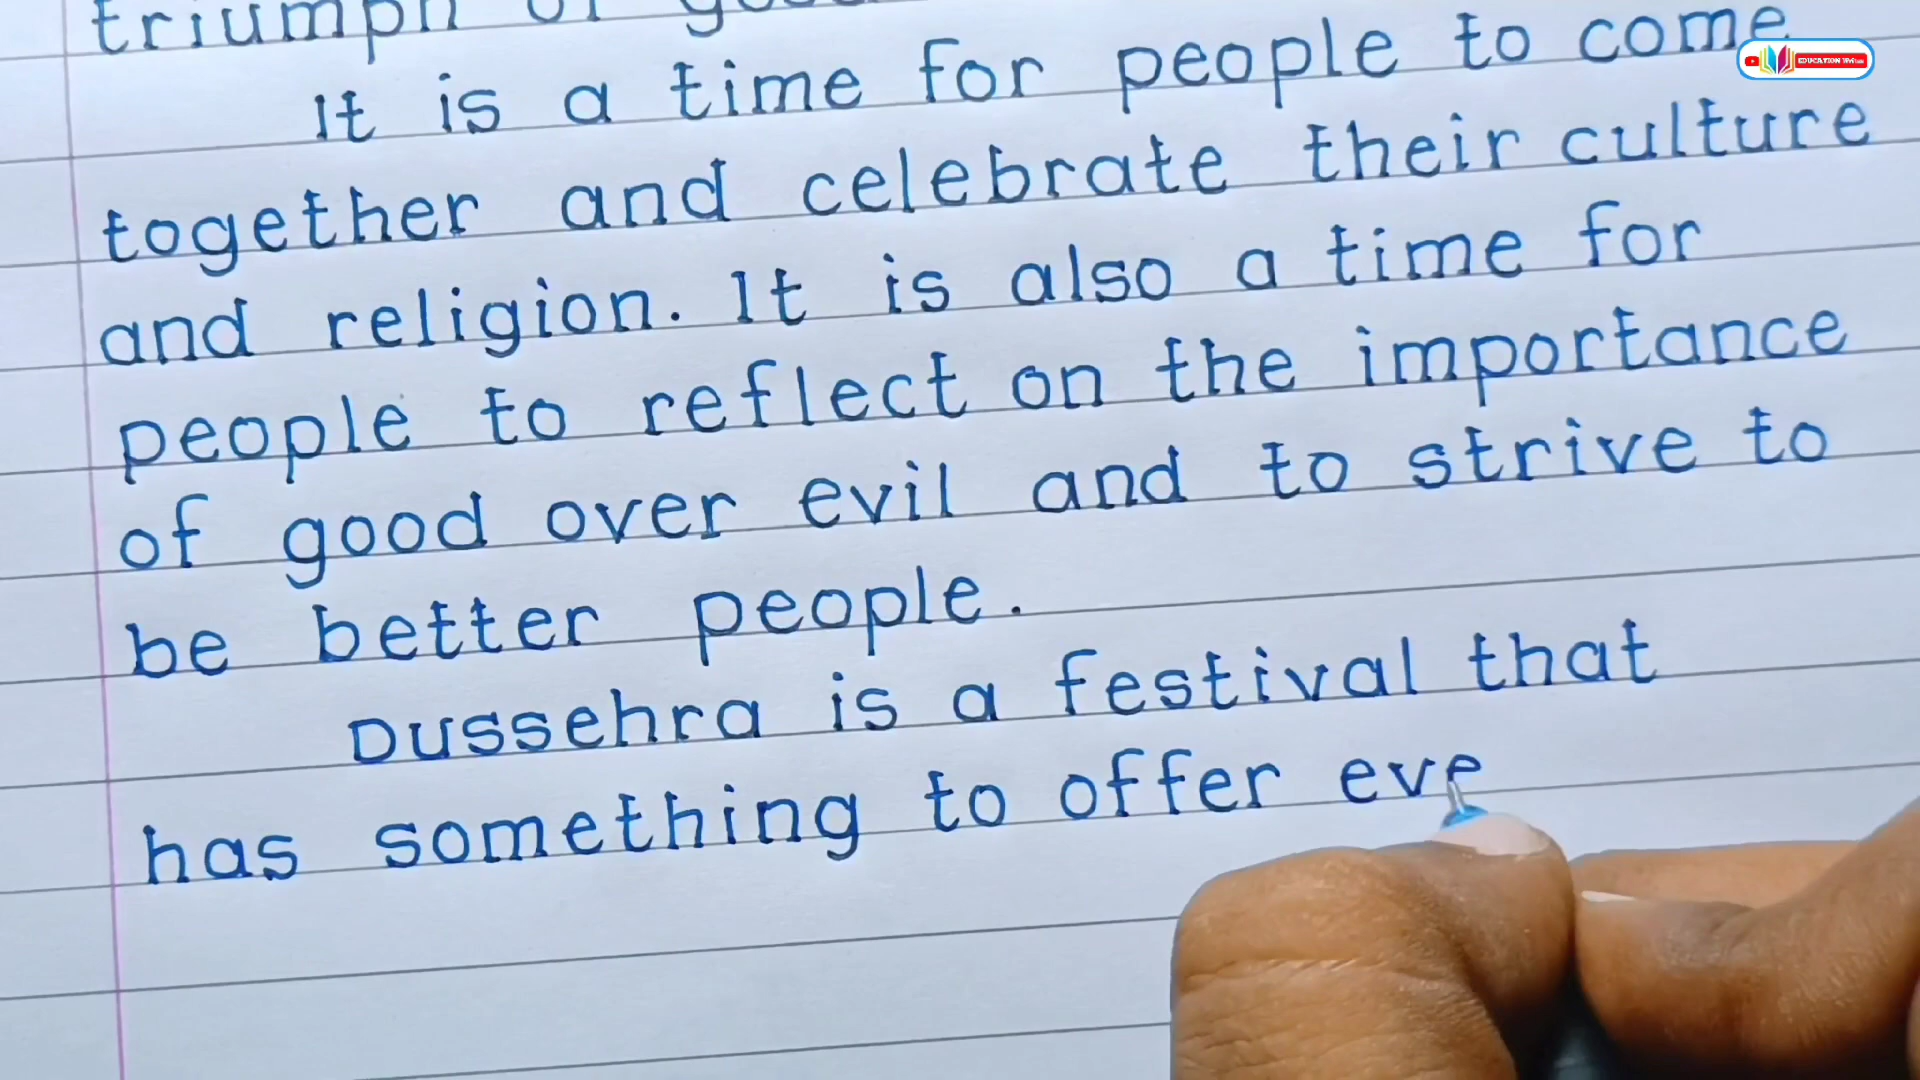 triumph of
It is a time for people to come
together and celebrate their culture
and religion. It is also a time for
people to reflect on the importance
of good over evil and to strive to
be better people.
Dussehra is a festival that
has something to offer eve